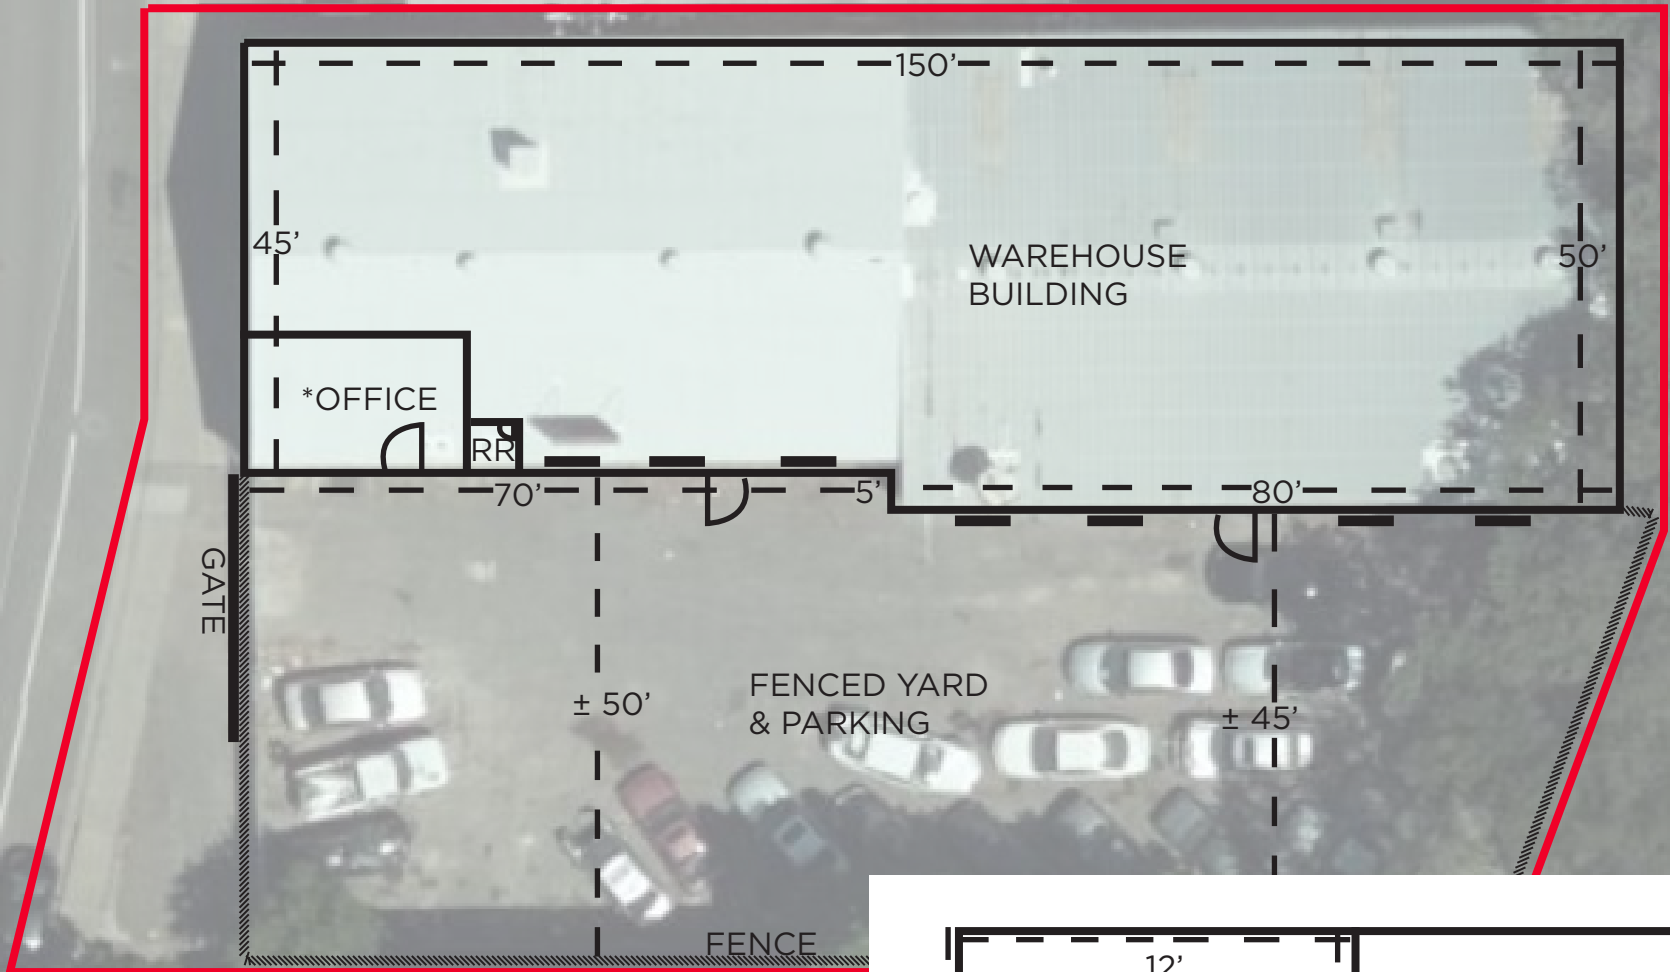 150’
45’
WAREHOUSE
BUILDING
50’
*OFFICE
RR
70’
5’
80’
GATE
± 50’
FENCED YARD
& PARKING
± 45’
FENCE
12’